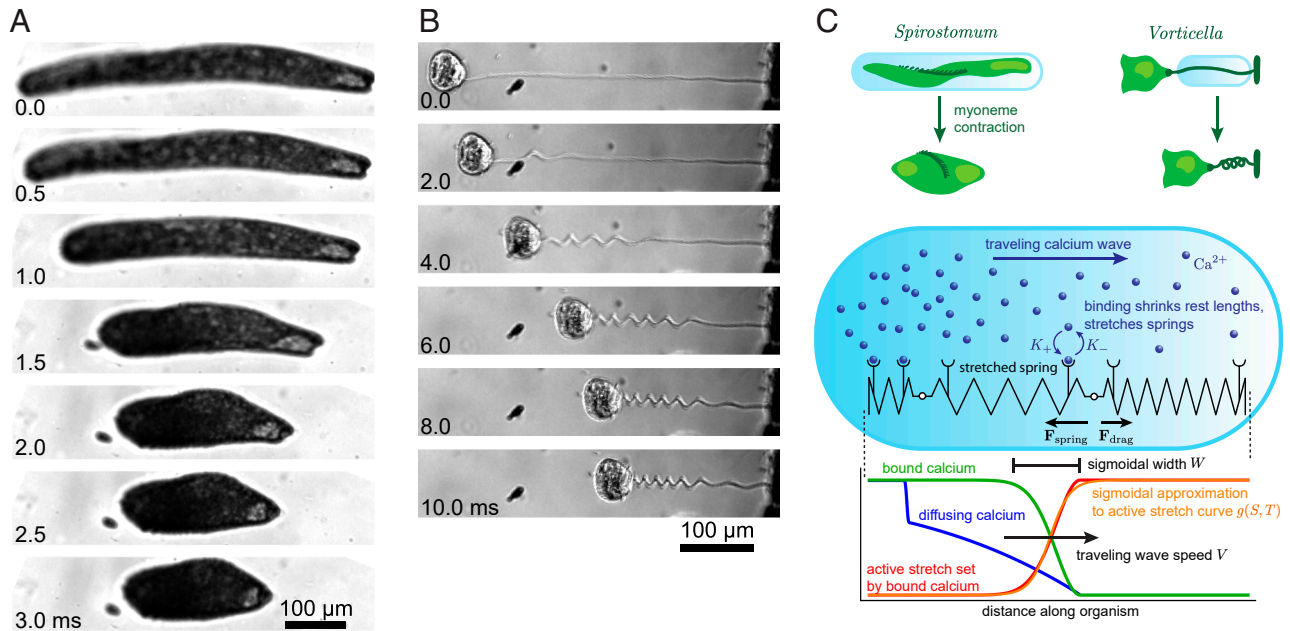 A
0.0
0.5
1.0
1.5
2.0
2.5
3.0 ms
100 µm
B
0.0
2.0
4.0
6.0
8.0
10.0 ms
100 µm
C
Spirostomum
Vorticella
myoneme
contraction
traveling calcium wave
Ca2+
binding shrinks rest lengths,
stretches springs
K+
K−
stretched spring
Fspring
Fdrag
bound calcium
sigmoidal width W
sigmoidal approximation
to active stretch curve g(S,T)
diffusing calcium
traveling wave speed V
active stretch set
by bound calcium
distance along organism